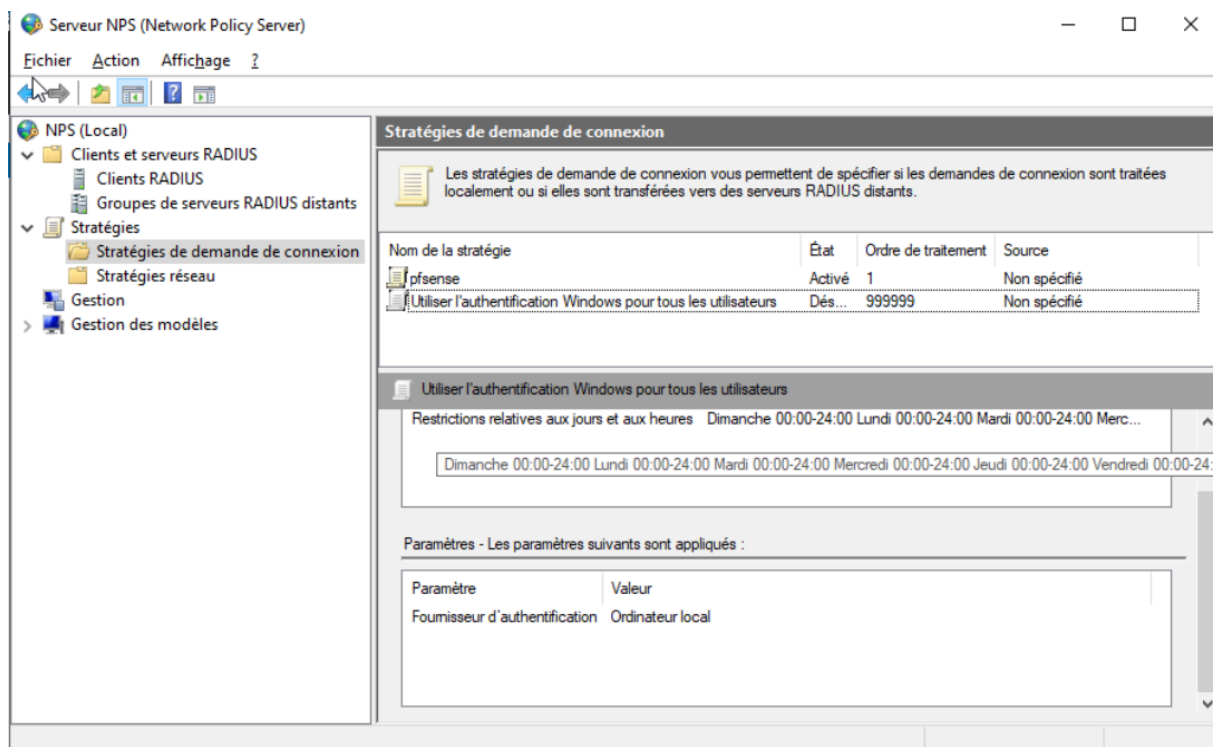 Serveur NPS (Network Policy Server)
Fichier Action Affichage ?
NPS (Local)
Clients et serveurs RADIUS
Clients RADIUS
Groupes de serveurs RADIUS distants
Stratégies
Stratégies de demande de connexion
Stratégies réseau
Gestion
Gestion des modèles
Stratégies de demande de connexion
Les stratégies de demande de connexion vous permettent de spécifier si les demandes de connexion sont traitées
localement ou si elles sont transférées vers des serveurs RADIUS distants.
Nom de la stratégie État Ordre de traitement Source
pfsense Activé 1 Non spécifié
Utiliser l'authentification Windows pour tous les utilisateurs Dés... 999999 Non spécifié
Utiliser l'authentification Windows pour tous les utilisateurs
Restrictions relatives aux jours et aux heures Dimanche 00:00-24:00 Lundi 00:00-24:00 Mardi 00:00-24:00 Merc...
Dimanche 00:00-24:00 Lundi 00:00-24:00 Mardi 00:00-24:00 Mercredi 00:00-24:00 Jeudi 00:00-24:00 Vendredi 00:00-24:
Paramètres - Les paramètres suivants sont appliqués :
Paramètre Valeur
Fournisseur d'authentification Ordinateur local